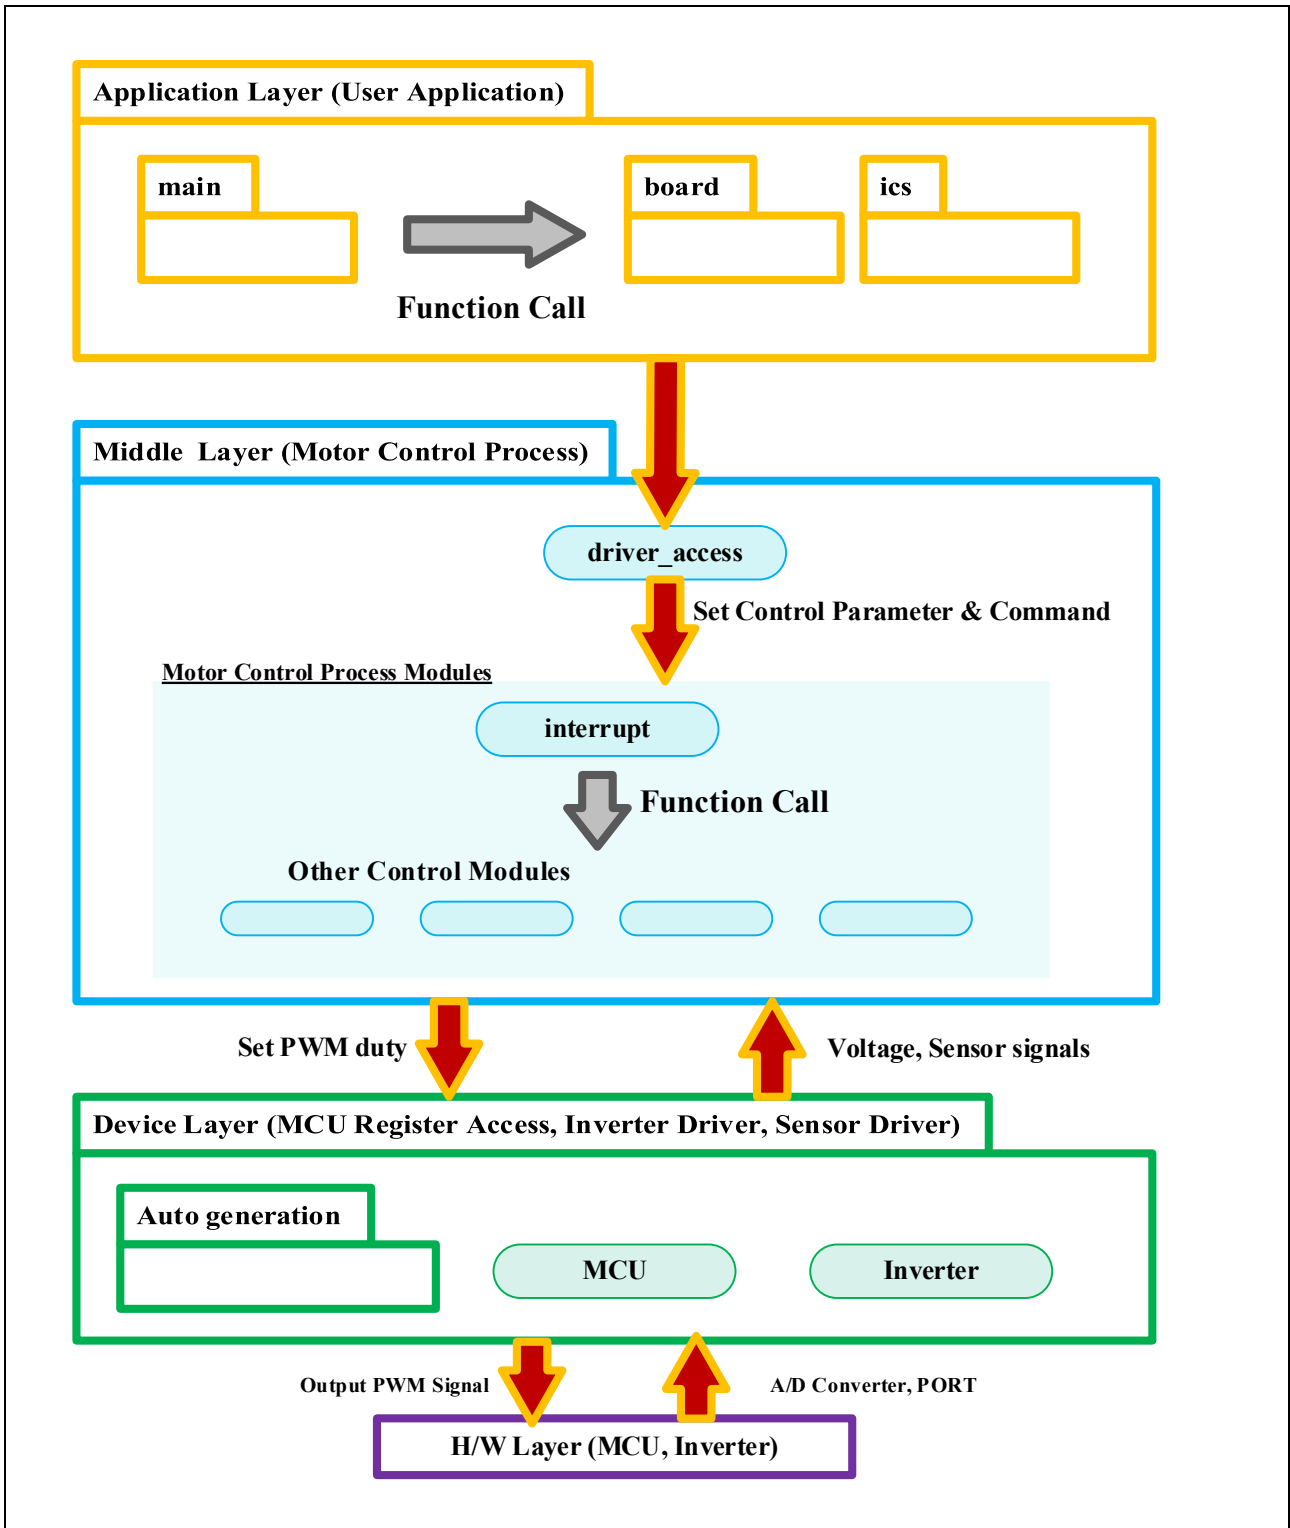 Application Layer (User Application)
main
board
ics
Function Call
Middle  Layer (Motor Control Process)
driver_access
Set Control Parameter & Command
Motor Control Process Modules
interrupt
Function Call
Other Control Modules
Set PWM duty
Voltage, Sensor signals
Device Layer (MCU Register Access, Inverter Driver, Sensor Driver)
Auto generation
MCU
Inverter
Output PWM Signal
A/D Converter, PORT
H/W Layer (MCU, Inverter)